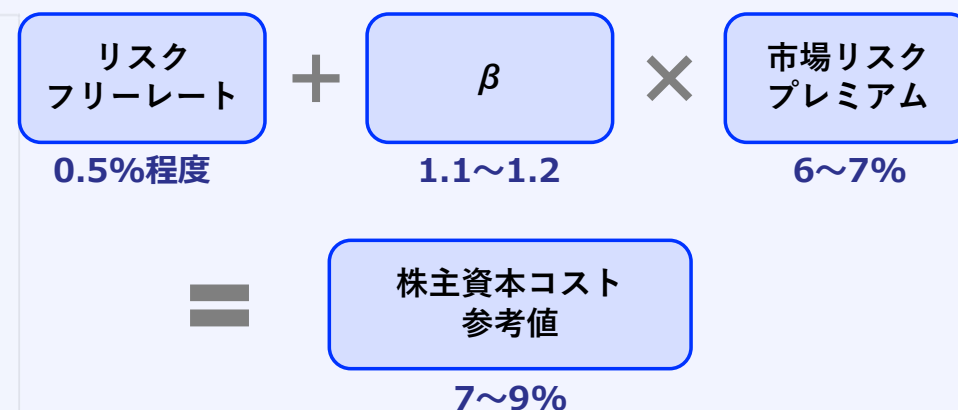 リスク
フリーレート
+
β
×
市場リスク
プレミアム
0.5%程度
1.1～1.2
6～7%
=
株主資本コスト
参考値
7～9%